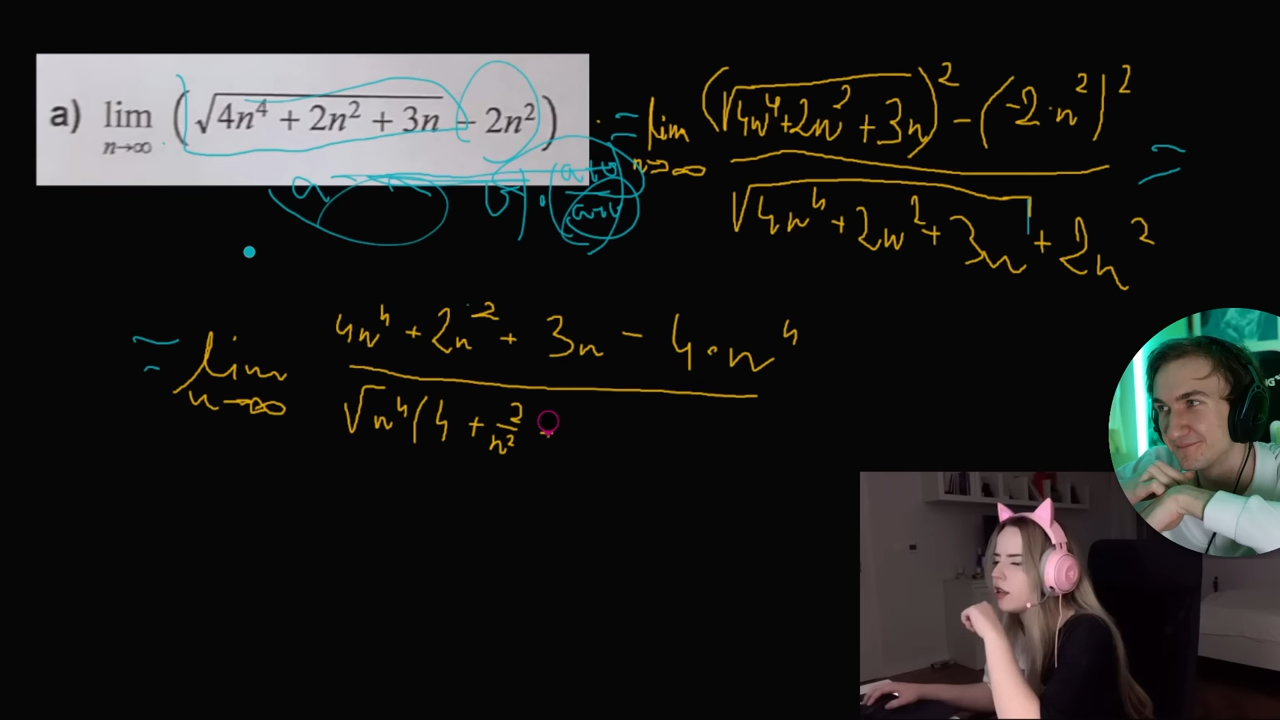 a) lim n→∞ (√4n⁴ + 2n² + 3n - 2n²)
= lim n→∞ (√4n⁴+2n²+3n)² - (-2·n²)² / √4n⁴+2n²+3n + 2n² =
a b) · a+b / a+b
= lim n→∞ 4n⁴ + 2n² + 3n - 4·n⁴ / √n⁴(4 + 2/n²